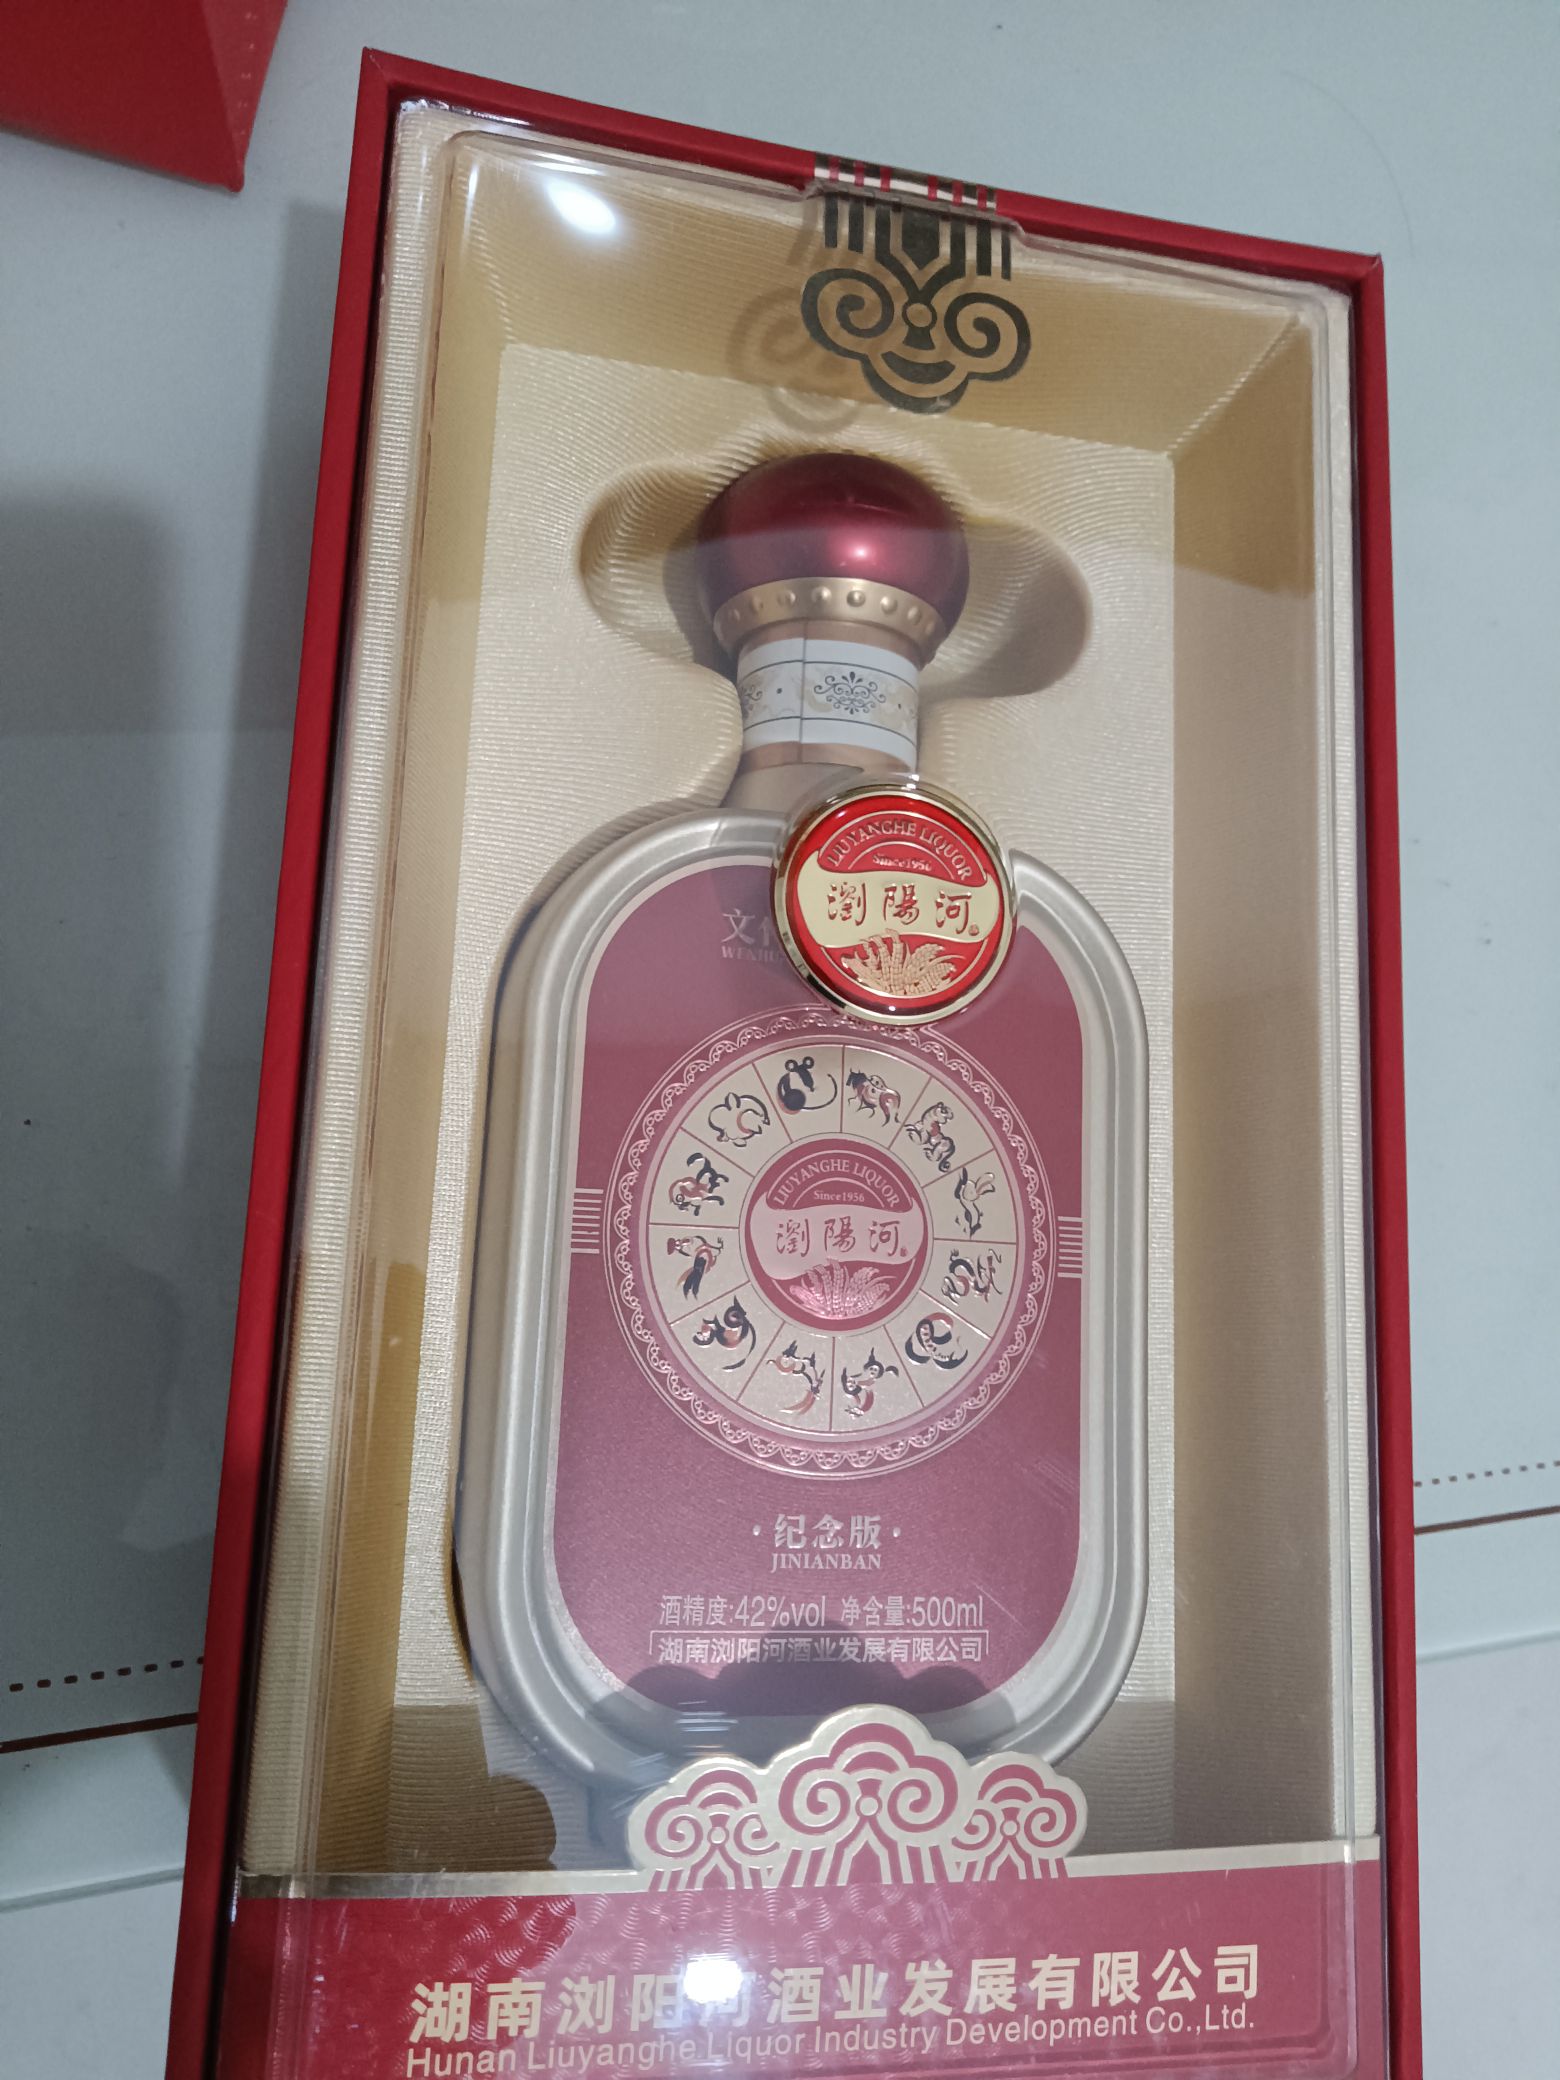 LIUYANGHE LIQUOR
Since1956
瀏陽河
文
LIUYANGHE LIQUOR
Since1956
瀏陽河
·纪念版·
JINIANBAN
酒精度:42%vol 净含量:500ml
湖南浏阳河酒业发展有限公司
湖南浏阳河酒业发展有限公司
Hunan Liuyanghe Liquor Industry Development Co.,Ltd.